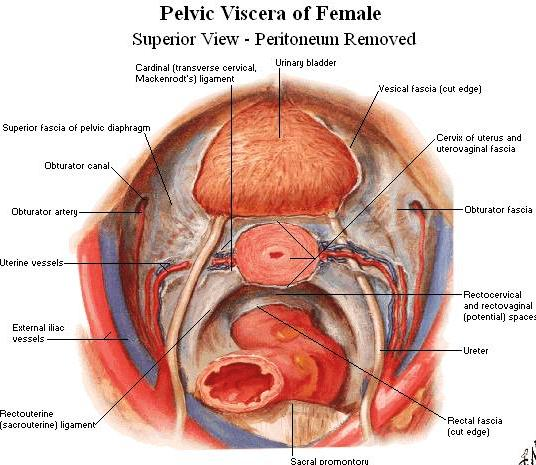 Pelvic Viscera of Female
Superior View - Peritoneum Removed
Cardinal (transverse cervical,
Mackenrodt's) ligament
Urinary bladder
Vesical fascia (cut edge)
Superior fascia of pelvic diaphragm
Cervix of uterus and
uterovaginal fascia
Obturator canal
Obturator artery
Obturator fascia
Uterine vessels
Rectocervical
and rectovaginal
(potential) spaces
External iliac
vessels
Ureter
Rectouterine
(sacrouterine) ligament
Rectal fascia
(cut edge)
Sacral promontory